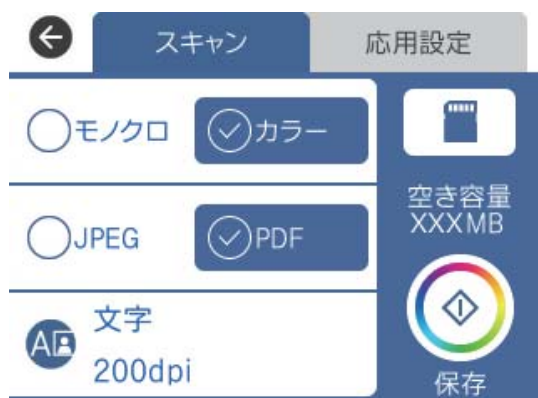 スキャン
応用設定
モノクロ
カラー
JPEG
PDF
文字
200dpi
空き容量
XXXMB
保存